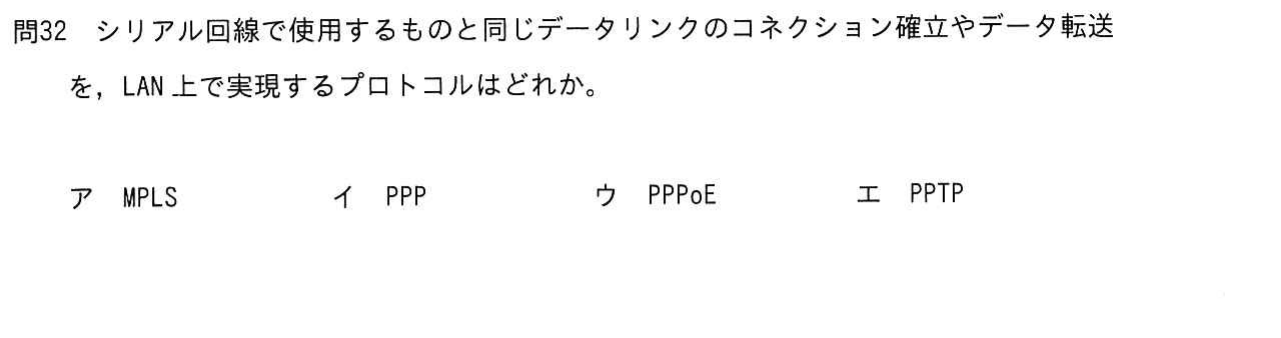 問32 シリアル回線で使用するものと同じデータリンクのコネクション確立やデータ転送
を，LAN 上で実現するプロトコルはどれか。
ア MPLS イ PPP ウ PPPoE エ PPTP